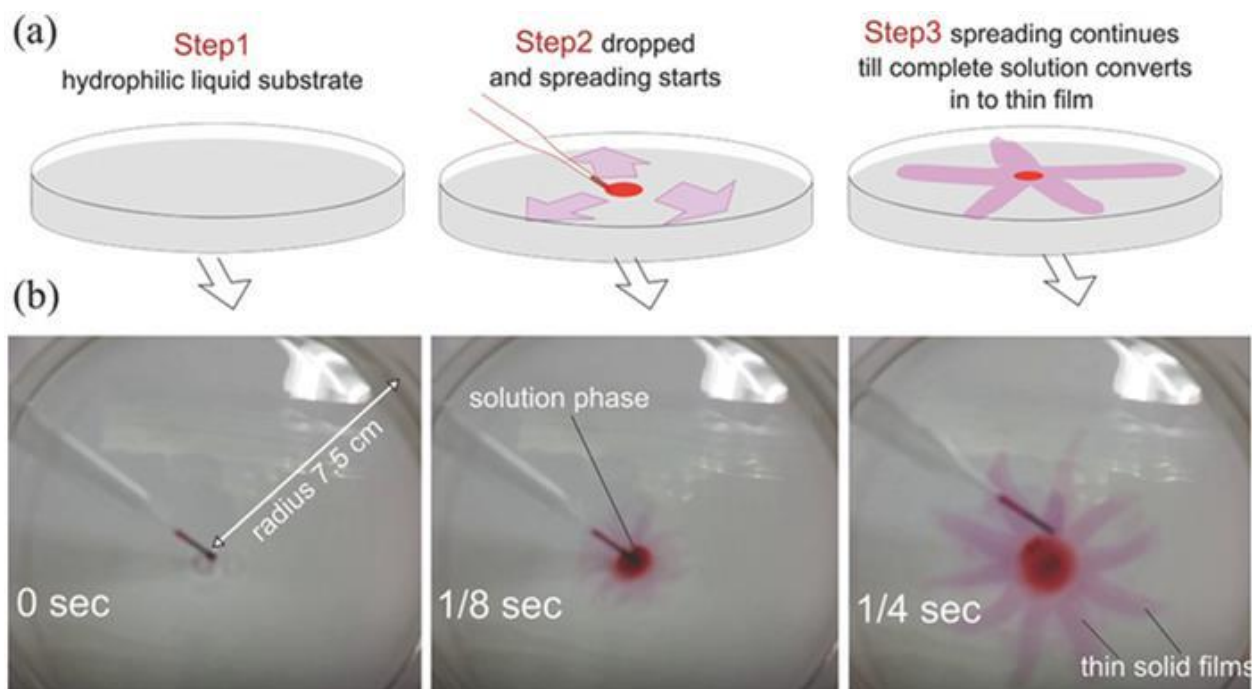 (a)
Step1
hydrophilic liquid substrate
Step2 dropped
and spreading starts
Step3 spreading continues
till complete solution converts
in to thin film
(b)
radius 7,5 cm
0 sec
solution phase
1/8 sec
1/4 sec
thin solid films